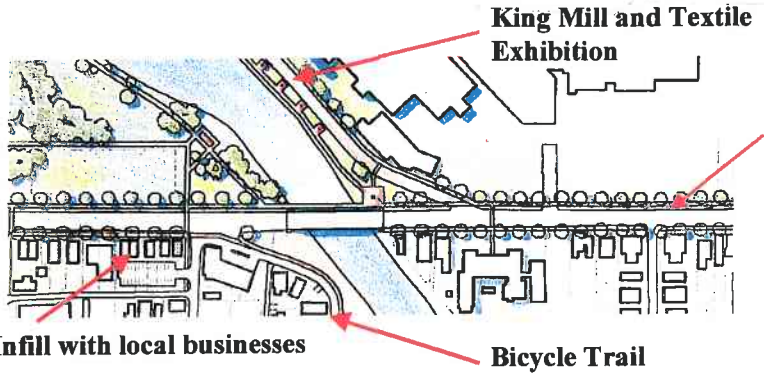 King Mill and Textile
Exhibition
Infill with local businesses
Bicycle Trail